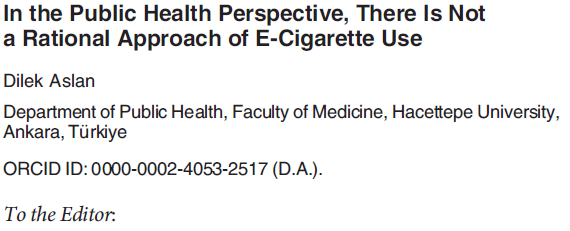 In the Public Health Perspective, There Is Not
a Rational Approach of E-Cigarette Use
Dilek Aslan
Department of Public Health, Faculty of Medicine, Hacettepe University,
Ankara, Türkiye
ORCID ID: 0000-0002-4053-2517 (D.A.).
To the Editor: